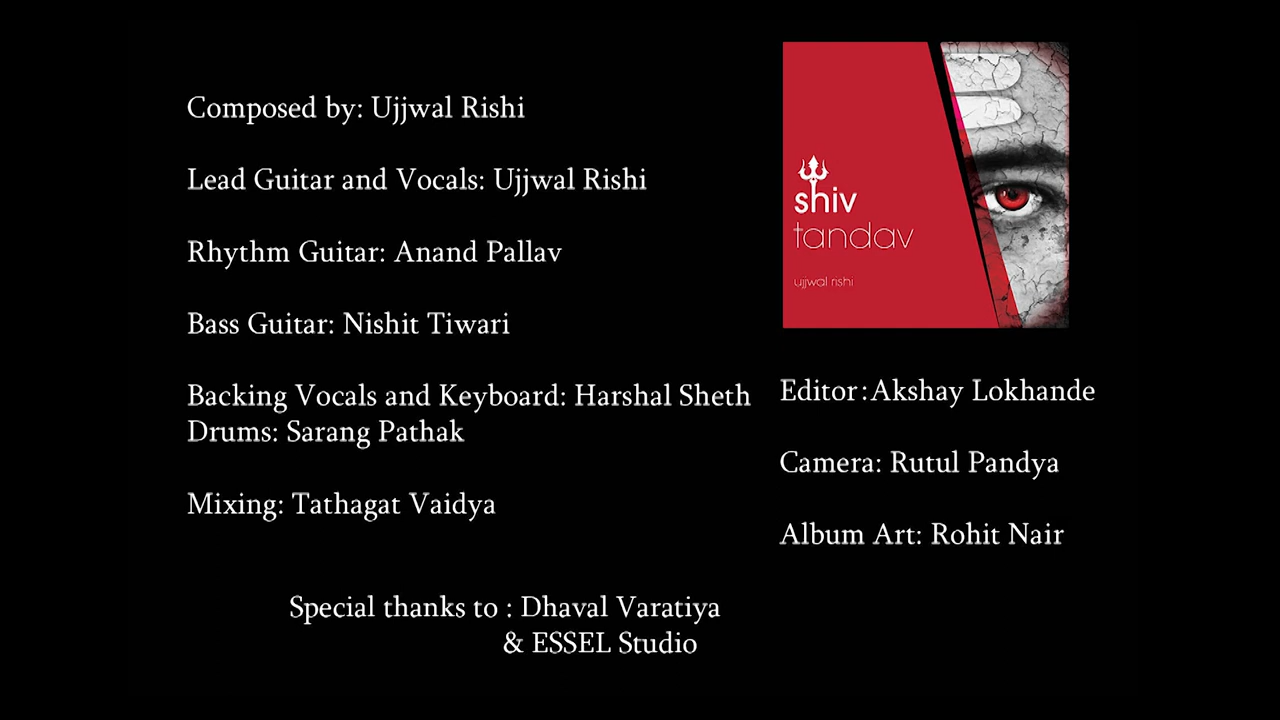 Composed by: Ujjwal Rishi
Lead Guitar and Vocals: Ujjwal Rishi
Rhythm Guitar: Anand Pallav
Bass Guitar: Nishit Tiwari
Backing Vocals and Keyboard: Harshal Sheth
Drums: Sarang Pathak
Mixing: Tathagat Vaidya
shiv
tandav
ujjwal rishi
Editor:Akshay Lokhande
Camera: Rutul Pandya
Album Art: Rohit Nair
Special thanks to : Dhaval Varatiya
& ESSEL Studio